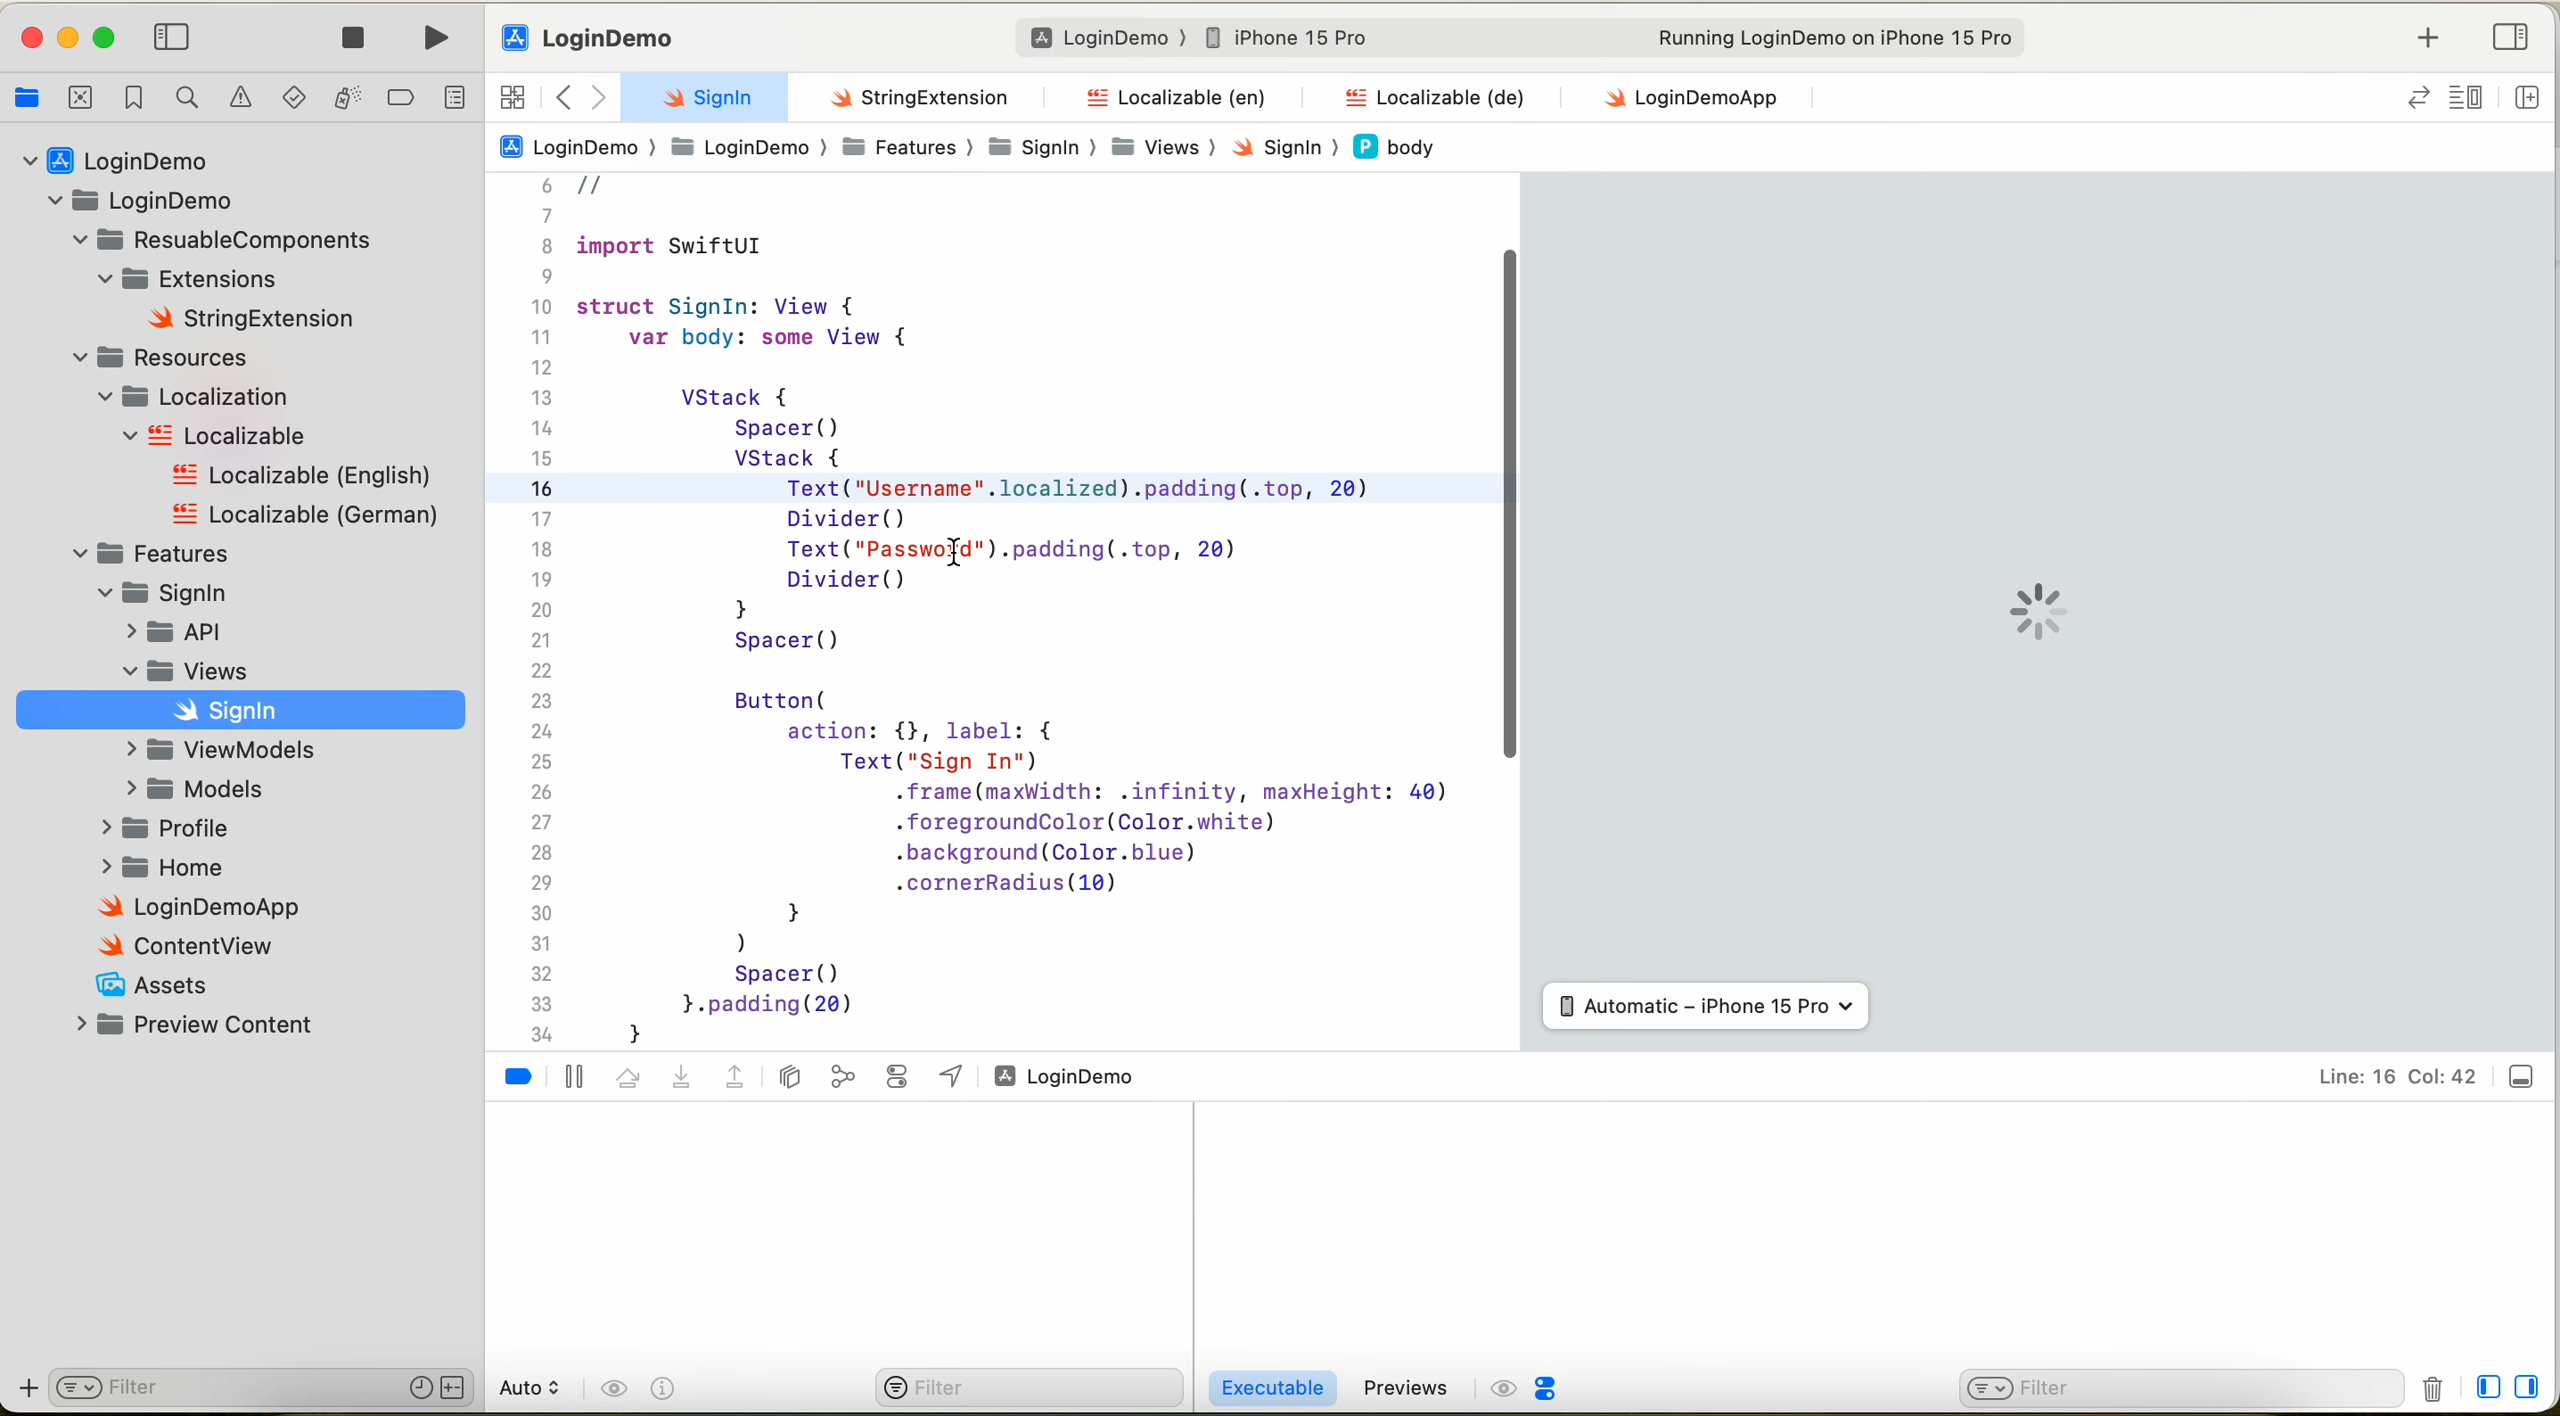 LoginDemo
LoginDemo 〉 iPhone 15 Pro
Running LoginDemo on iPhone 15 Pro
SignIn
StringExtension
Localizable (en)
Localizable (de)
LoginDemoApp
LoginDemo 〉 LoginDemo 〉 Features 〉 SignIn 〉 Views 〉 SignIn 〉 P body
LoginDemo
LoginDemo
ResuableComponents
Extensions
StringExtension
Resources
Localization
Localizable
Localizable (English)
Localizable (German)
Features
SignIn
API
Views
SignIn
ViewModels
Models
Profile
Home
LoginDemoApp
ContentView
Assets
Preview Content
Filter
6 //
7
8 import SwiftUI
9
10 struct SignIn: View {
11 var body: some View {
12
13 VStack {
14 Spacer()
15 VStack {
16 Text("Username".localized).padding(.top, 20)
17 Divider()
18 Text("Password").padding(.top, 20)
19 Divider()
20 }
21 Spacer()
22
23 Button(
24 action: {}, label: {
25 Text("Sign In")
26 .frame(maxWidth: .infinity, maxHeight: 40)
27 .foregroundColor(Color.white)
28 .background(Color.blue)
29 .cornerRadius(10)
30 }
31 )
32 Spacer()
33 }.padding(20)
34 }
Automatic – iPhone 15 Pro
LoginDemo
Line: 16 Col: 42
Auto
Filter
Executable
Previews
Filter